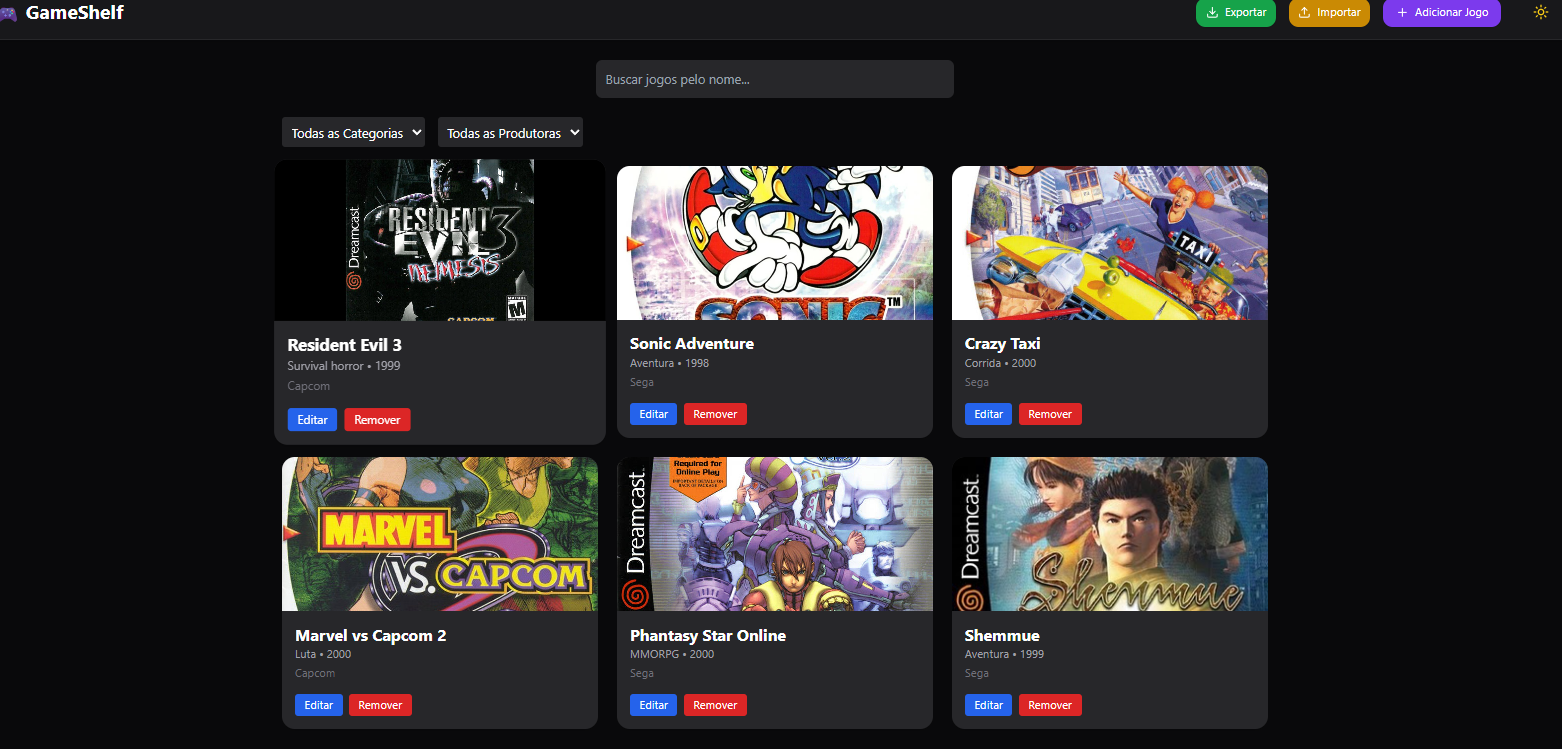 GameShelf
Exportar
Importar
Adicionar Jogo
Buscar jogos pelo nome...
Todas as Categorias
Todas as Produtoras
Dreamcast
RESIDENT
EVIL 3
NEMESIS
M
CAPCOM
Resident Evil 3
Survival horror • 1999
Capcom
Editar
Remover
SONIC
TM
Sonic Adventure
Aventura • 1998
Sega
Editar
Remover
TAXI
Crazy Taxi
Corrida • 2000
Sega
Editar
Remover
MARVEL
VS. CAPCOM
2
Marvel vs Capcom 2
Luta • 2000
Capcom
Editar
Remover
Dreamcast.
Required for
Online Play
Phantasy Star Online
MMORPG • 2000
Sega
Editar
Remover
Dreamcast.
Shenmue
Shemmue
Aventura • 1999
Sega
Editar
Remover